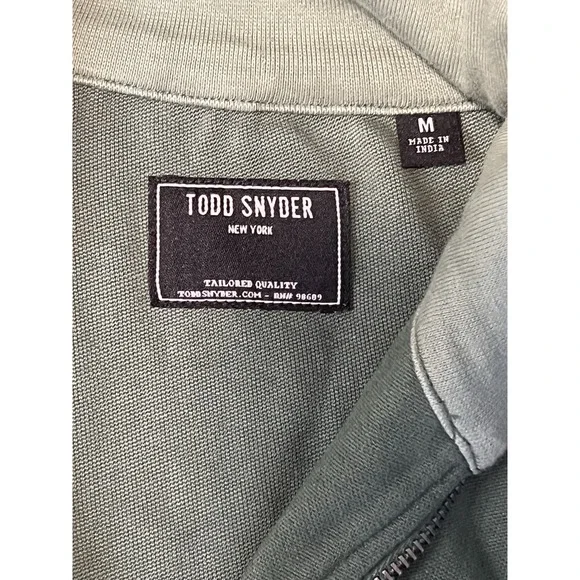 M
MADE IN
INDIA
TODD SNYDER
NEW YORK
TAILORED QUALITY
TODDSNYDER.COM - RN# 98689